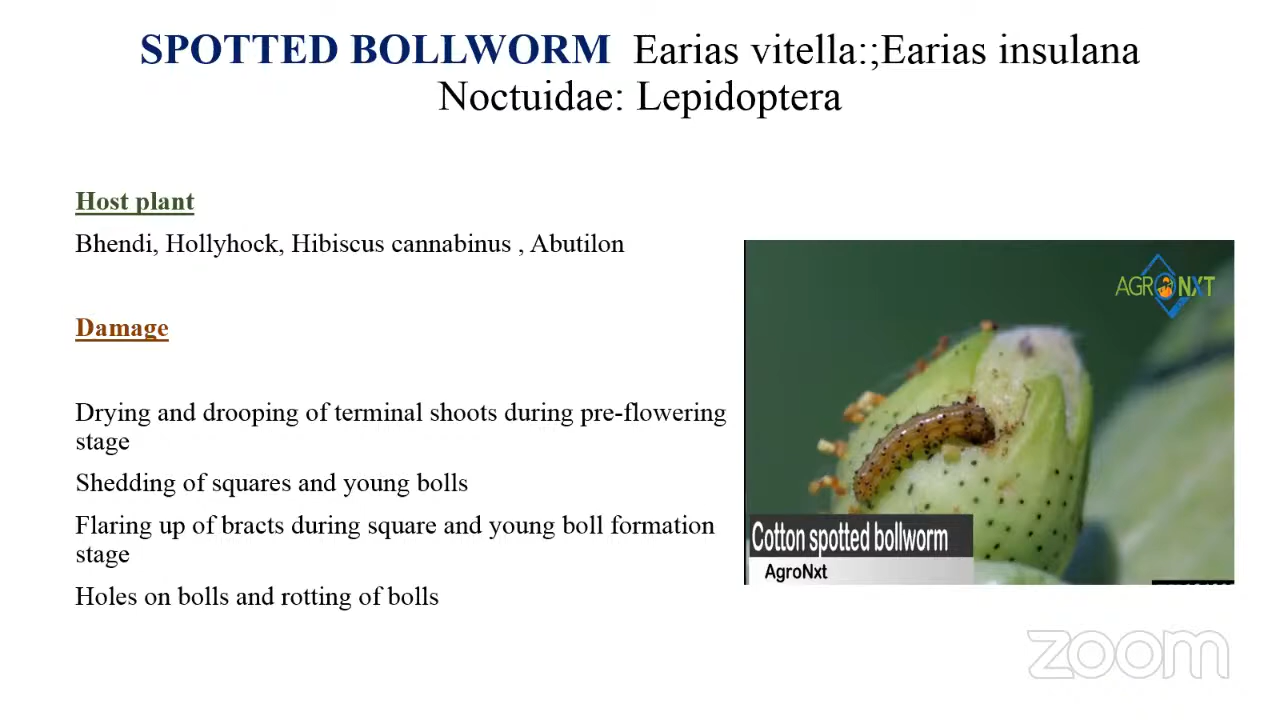 SPOTTED BOLLWORM Earias vitella:;Earias insulana
Noctuidae: Lepidoptera
Host plant
Bhendi, Hollyhock, Hibiscus cannabinus , Abutilon
Damage
Drying and drooping of terminal shoots during pre-flowering
stage
Shedding of squares and young bolls
Flaring up of bracts during square and young boll formation
stage
Holes on bolls and rotting of bolls
AGRONXT
Cotton spotted bollworm
AgroNxt
zoom